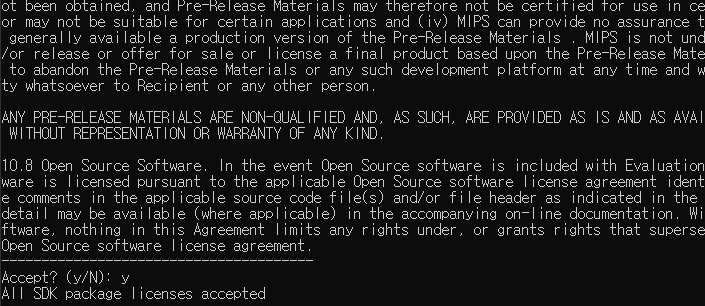 ot been obtained, and Pre-Release Materials may therefore not be certified for use in ce
or may not be suitable for certain applications and (iv) MIPS can provide no assurance t
generally available a production version of the Pre-Release Materials . MIPS is not und
/or release or offer for sale or license a final product based upon the Pre-Release Mate
to abandon the Pre-Release Materials or any such development platform at any time and w
ty whatsoever to Recipient or any other person.
ANY PRE-RELEASE MATERIALS ARE NON-QUALIFIED AND, AS SUCH, ARE PROVIDED AS IS AND AS AVAI
WITHOUT REPRESENTATION OR WARRANTY OF ANY KIND.
10.8 Open Source Software. In the event Open Source software is included with Evaluation
ware is licensed pursuant to the applicable Open Source software license agreement ident
e comments in the applicable source code file(s) and/or file header as indicated in the
detail may be available (where applicable) in the accompanying on-line documentation. Wi
ftware, nothing in this Agreement limits any rights under, or grants rights that superse
Open Source software license agreement.
---------------------------------------
Accept? (y/N): y
All SDK package licenses accepted